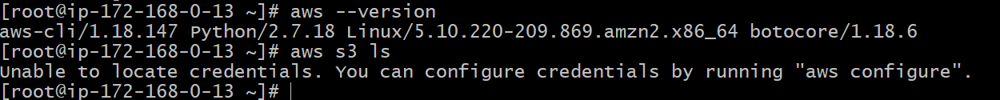 [root@ip-172-168-0-13 ~]# aws --version
aws-cli/1.18.147 Python/2.7.18 Linux/5.10.220-209.869.amzn2.x86_64 botocore/1.18.6
[root@ip-172-168-0-13 ~]# aws s3 ls
Unable to locate credentials. You can configure credentials by running "aws configure".
[root@ip-172-168-0-13 ~]#